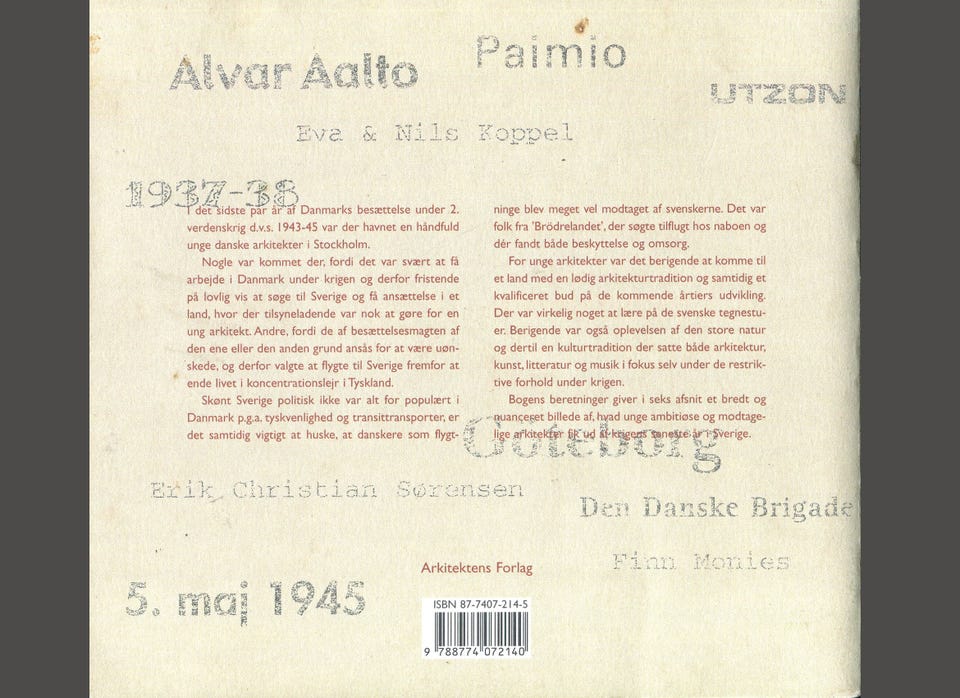 Alvar Aalto
Paimio
UTZON
Eva & Nils Koppel
1937-38
I det sidste par år af Danmarks besættelse under 2.
verdenskrig d.v.s. 1943-45 var der havnet en håndfuld
unge danske arkitekter i Stockholm.
Nogle var kommet der, fordi det var svært at få
arbejde i Danmark under krigen og derfor fristende
på lovlig vis at søge til Sverige og få ansættelse i et
land, hvor der tilsyneladende var nok at gøre for en
ung arkitekt. Andre, fordi de af besættelsesmagten af
den ene eller den anden grund ansås for at være uøn-
skede, og derfor valgte at flygte til Sverige fremfor at
ende livet i koncentrationslejr i Tyskland.
Skønt Sverige politisk ikke var alt for populært i
Danmark p.g.a. tyskvenlighed og transittransporter, er
det samtidig vigtigt at huske, at danskere som flygt-
ninge blev meget vel modtaget af svenskerne. Det var
folk fra 'Brödrelandet', der søgte tilflugt hos naboen og
dér fandt både beskyttelse og omsorg.
For unge arkitekter var det berigende at komme til
et land med en lødig arkitekturtradition og samtidig et
kvalificeret bud på de kommende årtiers udvikling.
Der var virkelig noget at lære på de svenske tegnestu-
er. Berigende var også oplevelsen af den store natur
og dertil en kulturtradition der satte både arkitektur,
kunst, litteratur og musik i fokus selv under de restrik-
tive forhold under krigen.
Bogens beretninger giver i seks afsnit et bredt og
nuanceret billede af, hvad unge ambitiøse og modtage-
lige arkitekter fik ud af krigens seneste år i Sverige.
Göteborg
Erik Christian Sørensen
Den Danske Brigade
Finn Monies
5. maj 1945
Arkitektens Forlag
ISBN 87-7407-214-5
9 788774 072140